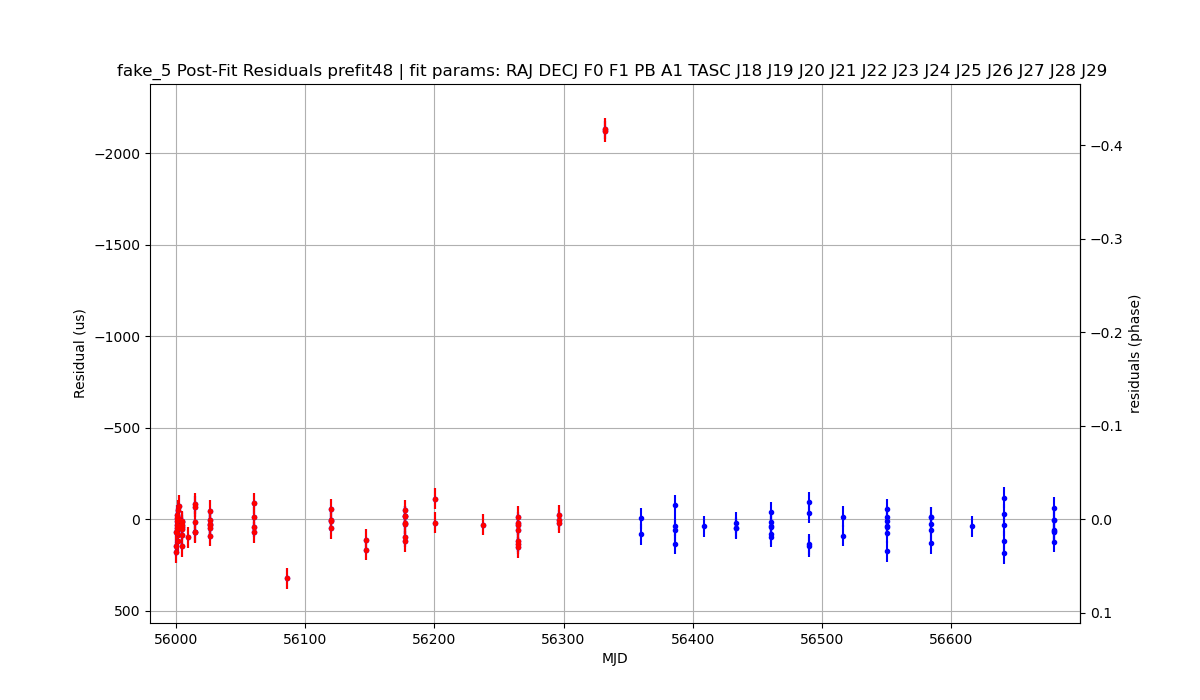 fake_5 Post-Fit Residuals prefit48 | fit params: RAJ DECJ F0 F1 PB A1 TASC J18 J19 J20 J21 J22 J23 J24 J25 J26 J27 J28 J29
−2000
−1500
−1000
−500
0
500
Residual (us)
−0.4
−0.3
−0.2
−0.1
0.0
0.1
residuals (phase)
56000 56100 56200 56300 56400 56500 56600
MJD